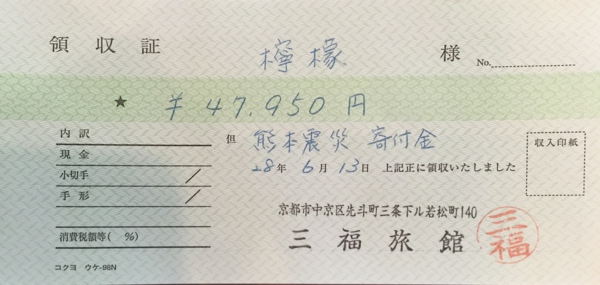 領収証 檸檬 様 No.
★ ¥47,950円
内訳
現金
小切手 /
手形 /
消費税額等( %)
コクヨ ウケ-98N
但 熊本震災 寄付金
28年 6月 13日 上記正に領収いたしました
収入印紙
京都市中京区先斗町三条下ル若松町140
三福旅館
三福